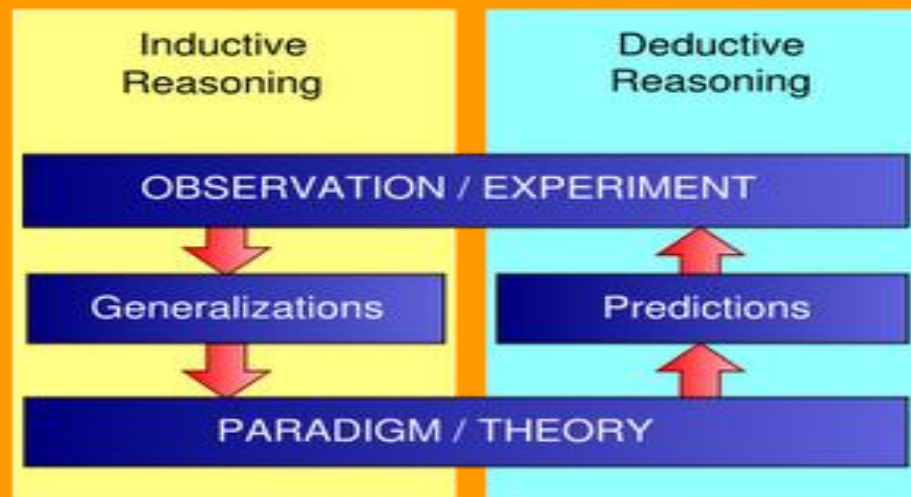 Inductive
Reasoning
Deductive
Reasoning
OBSERVATION / EXPERIMENT
Generalizations
Predictions
PARADIGM / THEORY